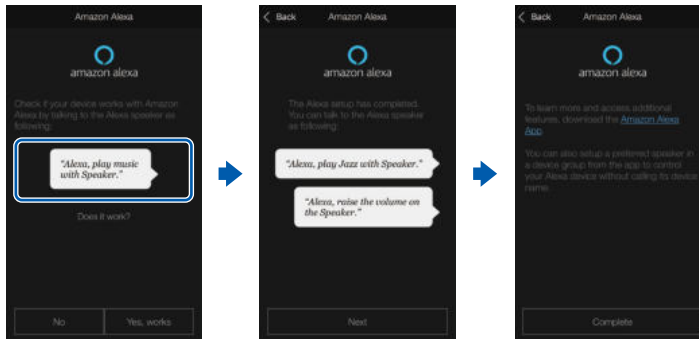 Amazon Alexa
amazon alexa
Check if your device works with Amazon
Alexa by talking to the Alexa speaker as
following:
"Alexa, play music
with Speaker."
Does it work?
No
Yes, works
Back
Amazon Alexa
amazon alexa
The Alexa setup has completed.
You can talk to the Alexa speaker
as following:
"Alexa, play Jazz with Speaker."
"Alexa, raise the volume on
the Speaker."
Next
Back
Amazon Alexa
amazon alexa
To learn more and access additional
features, download the Amazon Alexa
App.
You can also setup a preferred speaker in
a device group from the app to control
your Alexa device without calling its device
name.
Complete